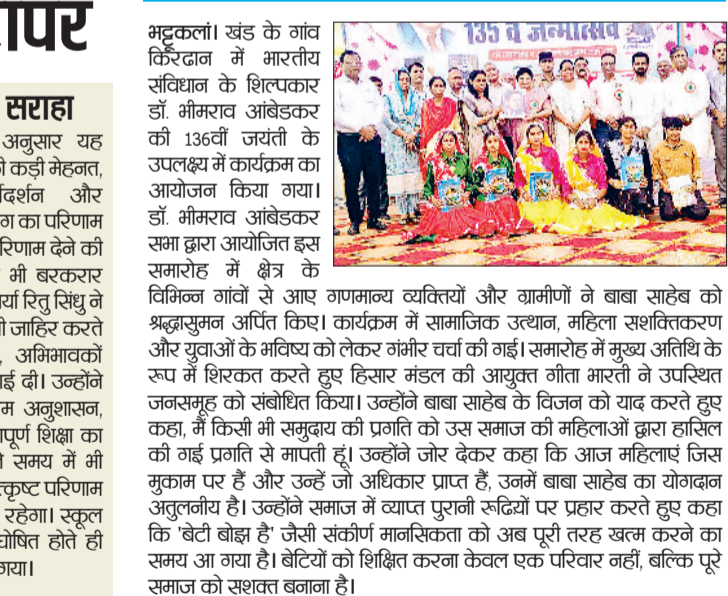 ापर
सराहा
अनुसार यह
ी कड़ी मेहनत,
र्गदर्शन और
ग का परिणाम
रिणाम देने की
भी बरकरार
र्या रितु सिंधु ने
ी जाहिर करते
, अभिभावकों
ाई दी। उन्होंने
म अनुशासन,
ापूर्ण शिक्षा का
े समय में भी
त्कृष्ट परिणाम
रहेगा। स्कूल
घोषित होते ही
गया।
भट्टूकलां। खंड के गांव
किरढान में भारतीय
संविधान के शिल्पकार
डॉ. भीमराव आंबेडकर
की 136वीं जयंती के
उपलक्ष्य में कार्यक्रम का
आयोजन किया गया।
डॉ. भीमराव आंबेडकर
सभा द्वारा आयोजित इस
समारोह में क्षेत्र के
विभिन्न गांवों से आए गणमान्य व्यक्तियों और ग्रामीणों ने बाबा साहेब को
श्रद्धासुमन अर्पित किए। कार्यक्रम में सामाजिक उत्थान, महिला सशक्तिकरण
और युवाओं के भविष्य को लेकर गंभीर चर्चा की गई। समारोह में मुख्य अतिथि के
रूप में शिरकत करते हुए हिसार मंडल की आयुक्त गीता भारती ने उपस्थित
जनसमूह को संबोधित किया। उन्होंने बाबा साहेब के विजन को याद करते हुए
कहा, मैं किसी भी समुदाय की प्रगति को उस समाज की महिलाओं द्वारा हासिल
की गई प्रगति से मापती हूं। उन्होंने जोर देकर कहा कि आज महिलाएं जिस
मुकाम पर हैं और उन्हें जो अधिकार प्राप्त हैं, उनमें बाबा साहेब का योगदान
अतुलनीय है। उन्होंने समाज में व्याप्त पुरानी रूढिय़ों पर प्रहार करते हुए कहा
कि 'बेटी बोझ है' जैसी संकीर्ण मानसिकता को अब पूरी तरह खत्म करने का
समय आ गया है। बेटियों को शिक्षित करना केवल एक परिवार नहीं, बल्कि पूरे
समाज को सशक्त बनाना है।
135 वें जन्मोत्सव